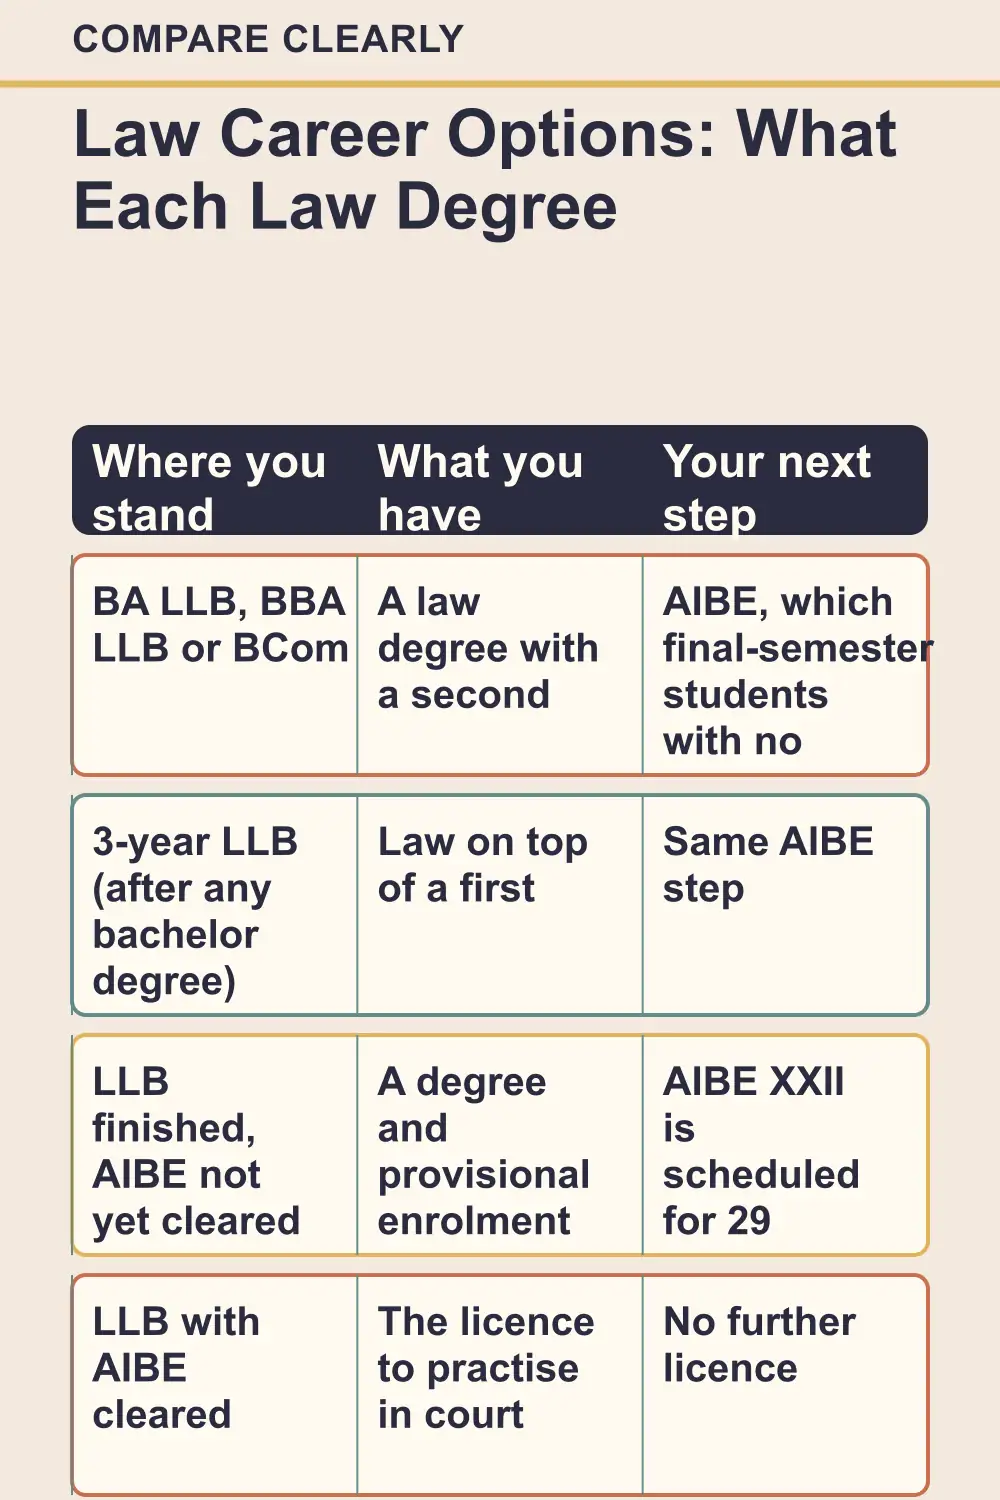 COMPARE CLEARLY
Law Career Options: What
Each Law Degree
Where you
stand
What you
have
Your next
step
BA LLB, BBA
LLB or BCom
A law
degree with
a second
AIBE, which
final-semester
students
with no
3-year LLB
(after any
bachelor
degree)
Law on top
of a first
Same AIBE
step
LLB
finished,
AIBE not
yet cleared
A degree
and
provisional
enrolment
AIBE XXII
is
scheduled
for 29
LLB with
AIBE
cleared
The licence
to practise
in court
No further
licence